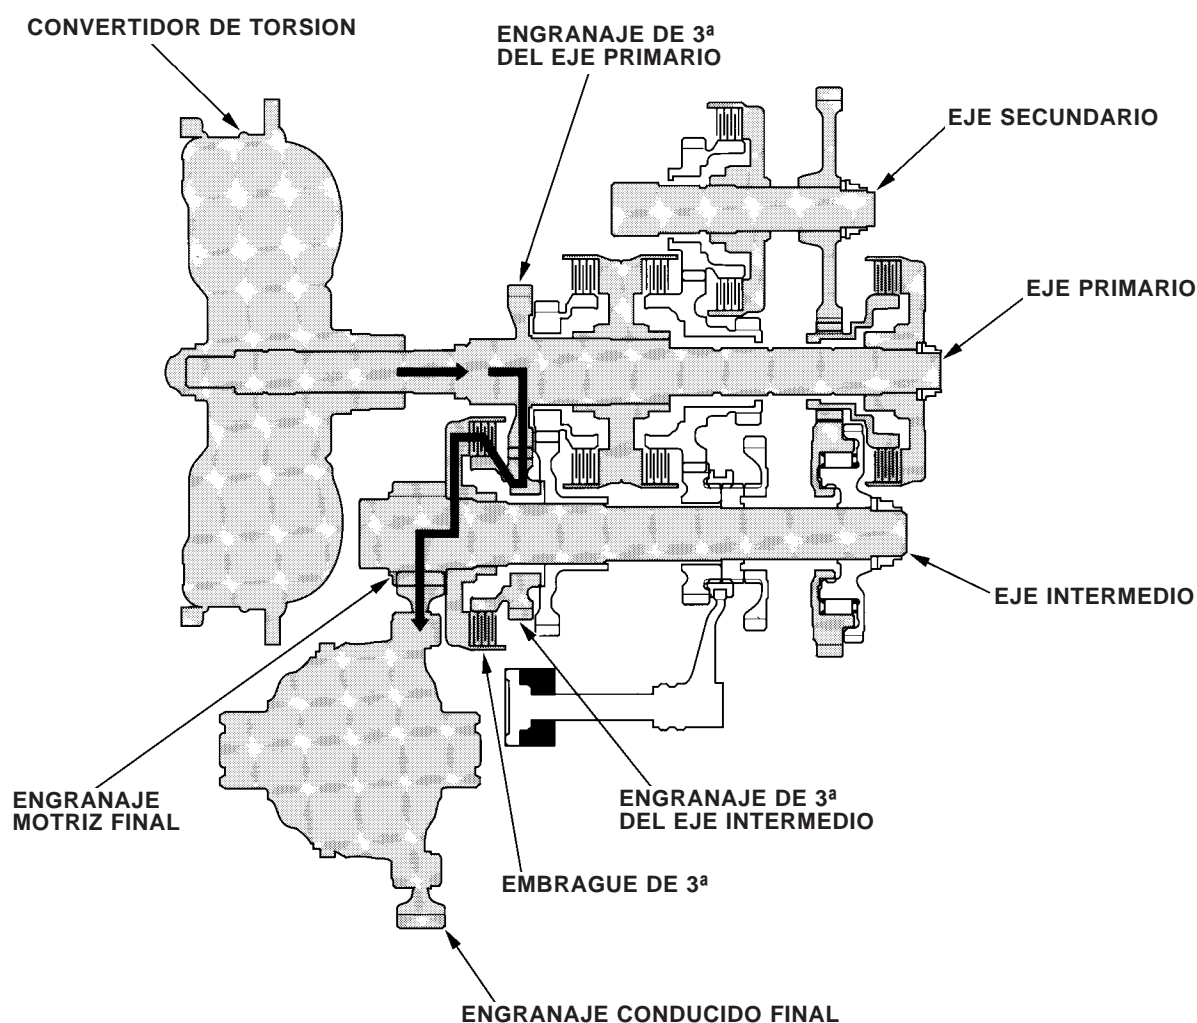 CONVERTIDOR DE TORSION
ENGRANAJE DE 3ª
DEL EJE PRIMARIO
EJE SECUNDARIO
EJE PRIMARIO
EJE INTERMEDIO
ENGRANAJE
MOTRIZ FINAL
ENGRANAJE DE 3ª
DEL EJE INTERMEDIO
EMBRAGUE DE 3ª
ENGRANAJE CONDUCIDO FINAL